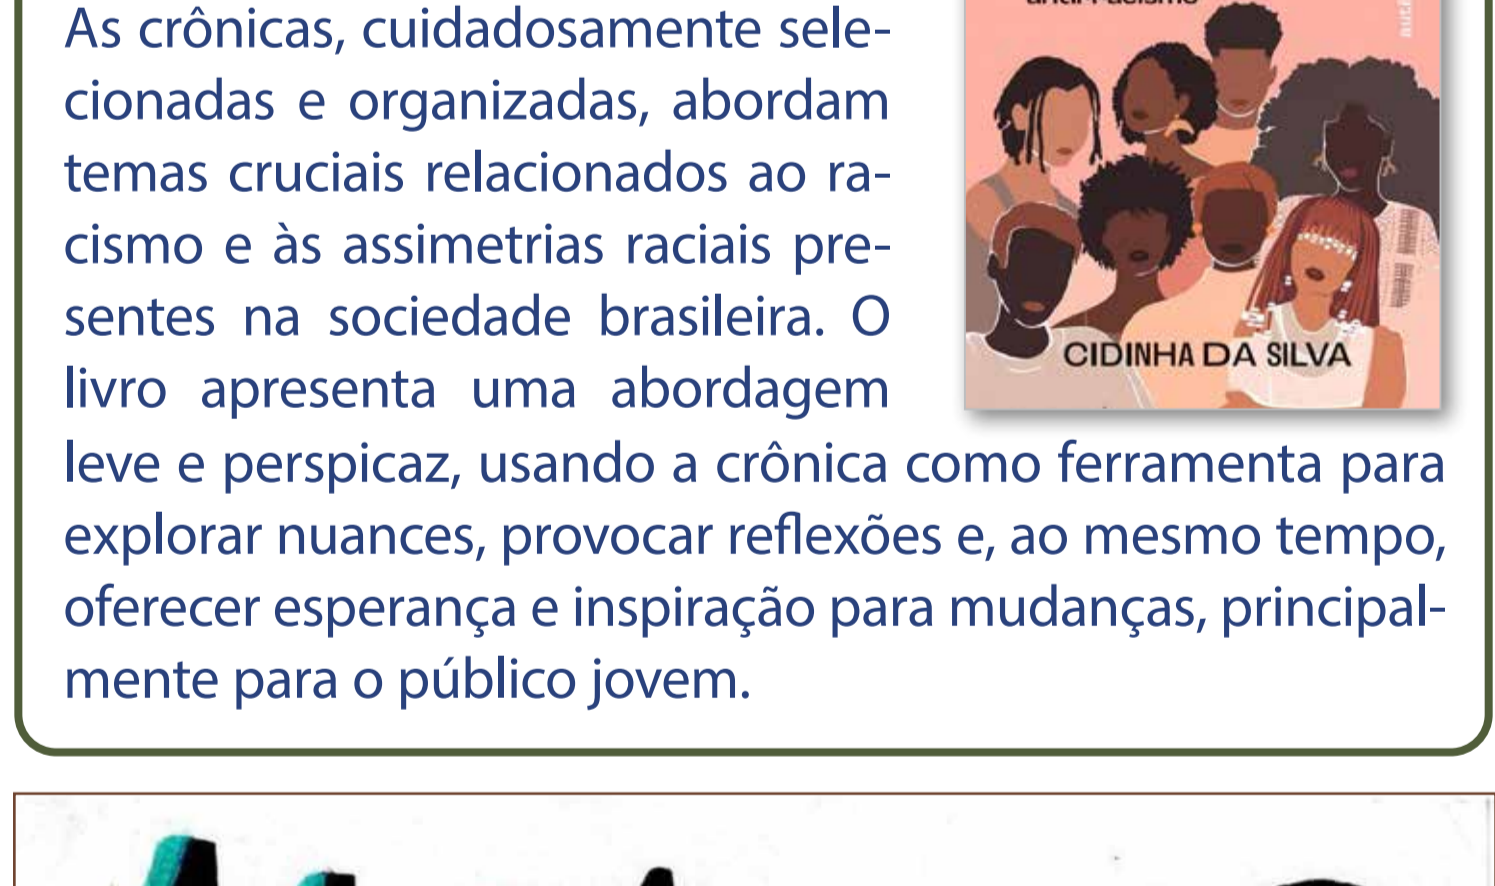 As crônicas, cuidadosamente sele-
cionadas e organizadas, abordam
temas cruciais relacionados ao ra-
cismo e às assimetrias raciais pre-
sentes na sociedade brasileira. O
livro apresenta uma abordagem
leve e perspicaz, usando a crônica como ferramenta para
explorar nuances, provocar reflexões e, ao mesmo tempo,
oferecer esperança e inspiração para mudanças, principal-
mente para o público jovem.
CIDINHA DA SILVA